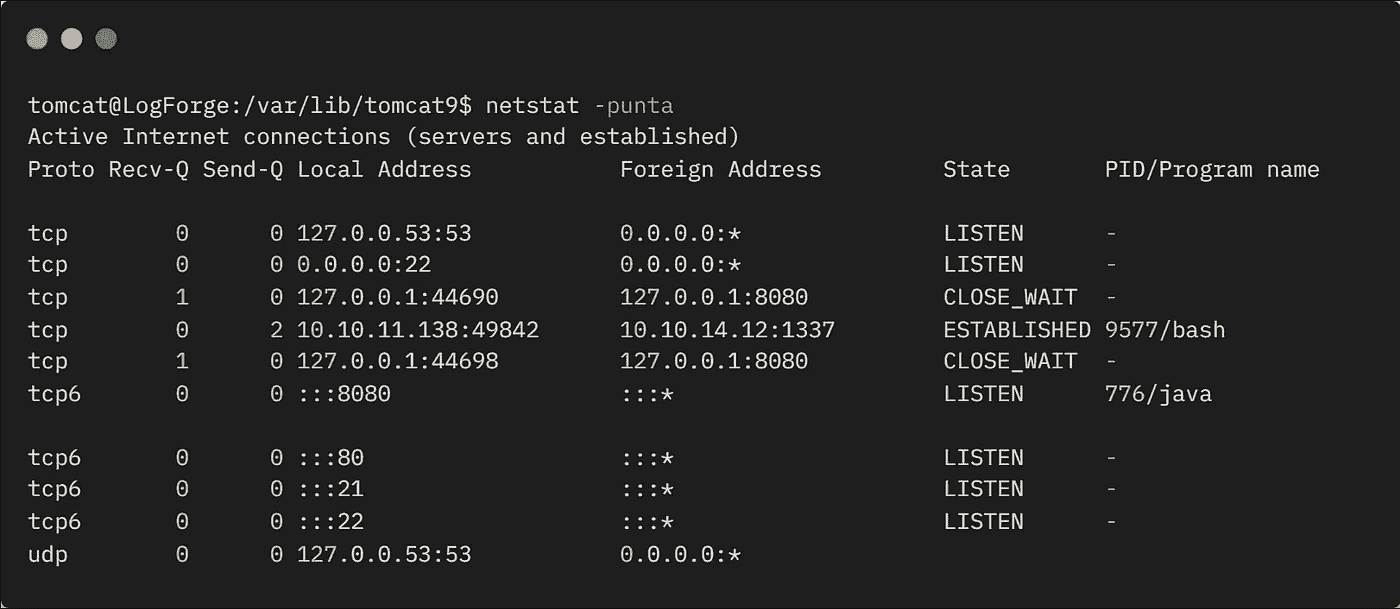 tomcat@LogForge:/var/lib/tomcat9$ netstat -punta
Active Internet connections (servers and established)
Proto Recv-Q Send-Q Local Address           Foreign Address         State       PID/Program name
tcp        0      0 127.0.0.53:53           0.0.0.0:*               LISTEN      -
tcp        0      0 0.0.0.0:22              0.0.0.0:*               LISTEN      -
tcp        1      0 127.0.0.1:44690         127.0.0.1:8080          CLOSE_WAIT  -
tcp        0      2 10.10.11.138:49842      10.10.14.12:1337        ESTABLISHED 9577/bash
tcp        1      0 127.0.0.1:44698         127.0.0.1:8080          CLOSE_WAIT  -
tcp6       0      0 :::8080                 :::*                    LISTEN      776/java
tcp6       0      0 :::80                   :::*                    LISTEN      -
tcp6       0      0 :::21                   :::*                    LISTEN      -
tcp6       0      0 :::22                   :::*                    LISTEN      -
udp        0      0 127.0.0.53:53           0.0.0.0:*